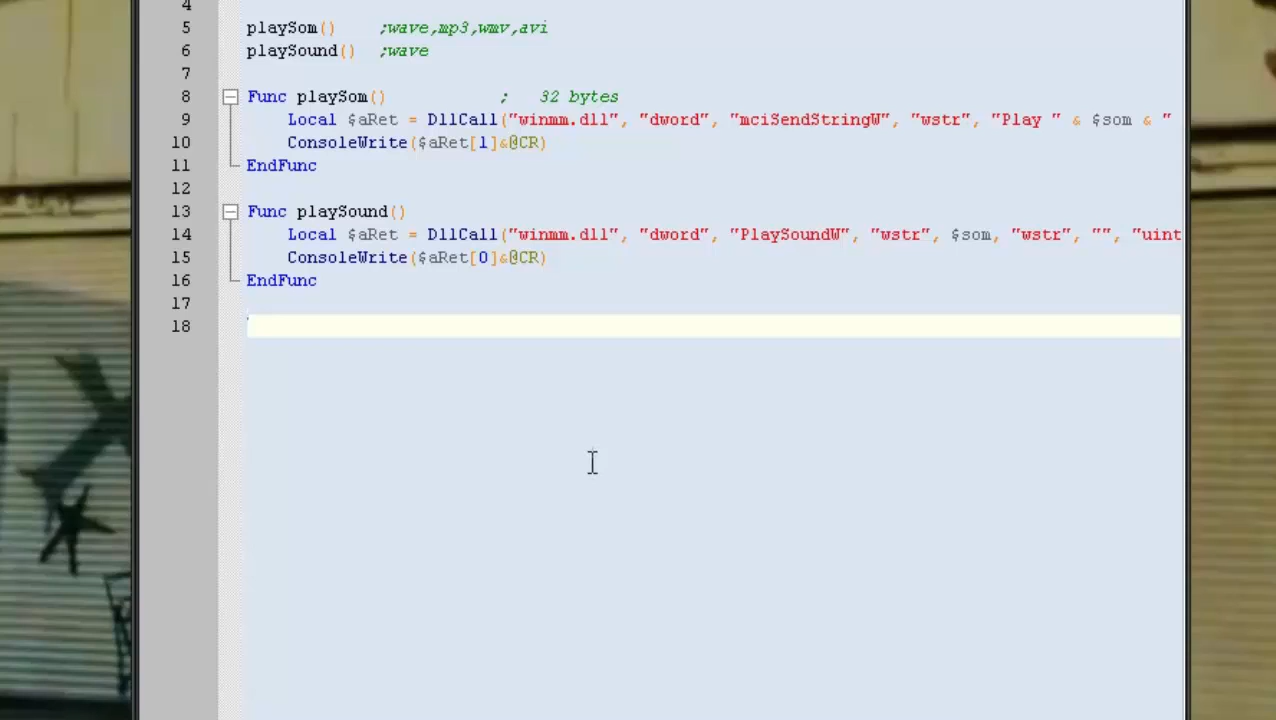 4
5 playSom() ;wave,mp3,wmv,avi
6 playSound() ;wave
7
8 Func playSom() ; 32 bytes
9 Local $aRet = DllCall("winmm.dll", "dword", "mciSendStringW", "wstr", "Play " & $som & "
10 ConsoleWrite($aRet[1]&@CR)
11 EndFunc
12
13 Func playSound()
14 Local $aRet = DllCall("winmm.dll", "dword", "PlaySoundW", "wstr", $som, "wstr", "", "uint
15 ConsoleWrite($aRet[0]&@CR)
16 EndFunc
17
18